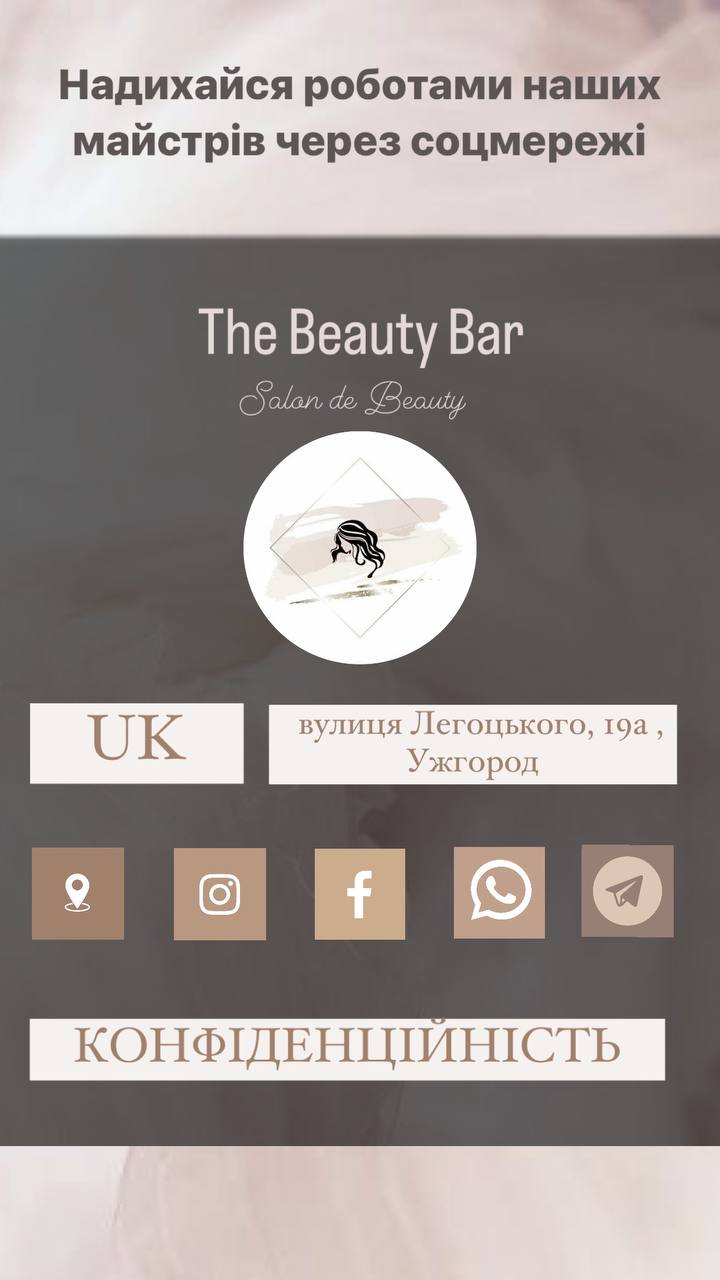 Надихайся роботами наших
майстрів через соцмережі
The Beauty Bar
Salon de Beauty
UK
вулиця Легоцького, 19а ,
Ужгород
КОНФІДЕНЦІЙНІСТЬ